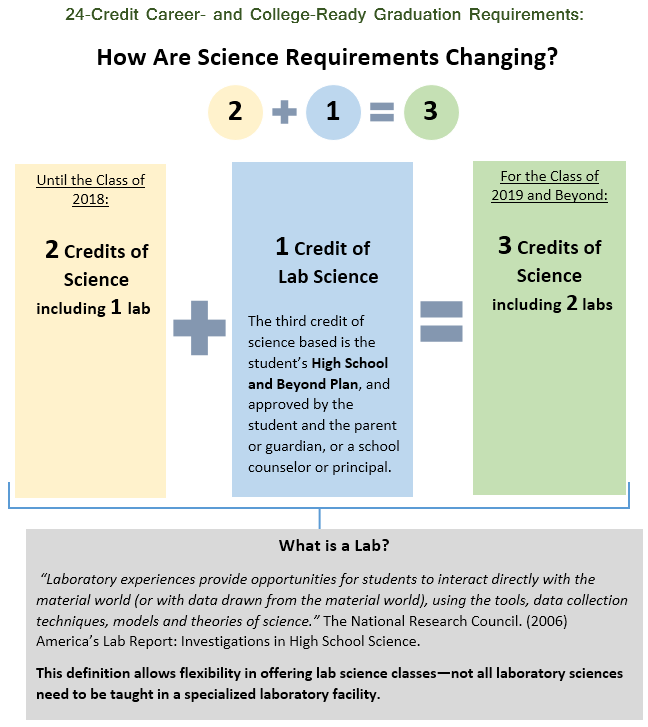 24-Credit Career- and College-Ready Graduation Requirements:
How Are Science Requirements Changing?
2 + 1 = 3
Until the Class of
2018:
2 Credits of
Science
including 1 lab
+
1 Credit of
Lab Science
The third credit of
science based is the
student's High School
and Beyond Plan, and
approved by the
student and the parent
or guardian, or a school
counselor or principal.
=
For the Class of
2019 and Beyond:
3 Credits of
Science
including 2 labs
What is a Lab?
“Laboratory experiences provide opportunities for students to interact directly with the
material world (or with data drawn from the material world), using the tools, data collection
techniques, models and theories of science.” The National Research Council. (2006)
America's Lab Report: Investigations in High School Science.
This definition allows flexibility in offering lab science classes—not all laboratory sciences
need to be taught in a specialized laboratory facility.